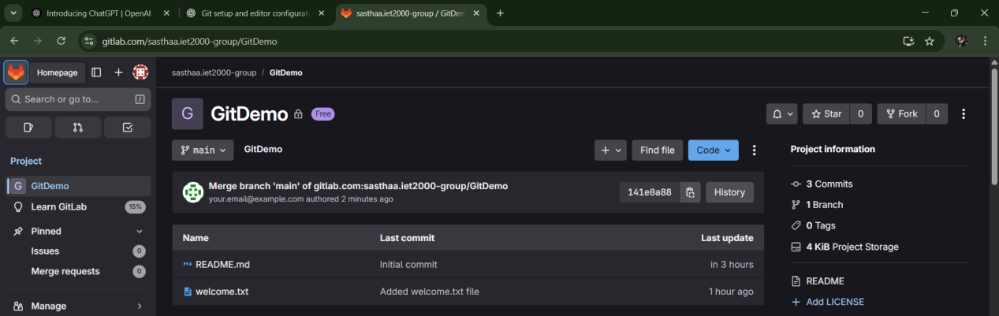 Introducing ChatGPT | OpenAI
Git setup and editor configurati
sasthaa.iet2000-group / GitDem
gitlab.com/sasthaa.iet2000-group/GitDemo
Homepage
sasthaa.iet2000-group / GitDemo
Search or go to...
/
G
GitDemo
Free
Star 0
Fork 0
main
GitDemo
Find file
Code
Project information
Project
G GitDemo
Learn GitLab 15%
Pinned
Issues 0
Merge requests 0
Manage
Merge branch 'main' of gitlab.com:sasthaa.iet2000-group/GitDemo
your.email@example.com authored 2 minutes ago
141e0a88
History
Name Last commit Last update
README.md Initial commit in 3 hours
welcome.txt Added welcome.txt file 1 hour ago
3 Commits
1 Branch
0 Tags
4 KiB Project Storage
README
Add LICENSE